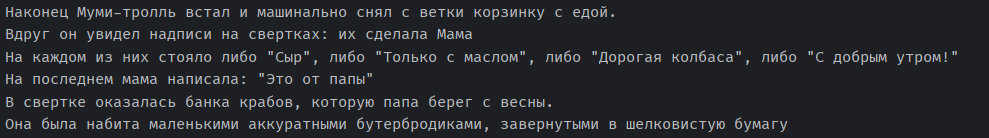 Наконец Муми-тролль встал и машинально снял с ветки корзинку с едой.
Вдруг он увидел надписи на свертках: их сделала Мама
На каждом из них стояло либо "Сыр", либо "Только с маслом", либо "Дорогая колбаса", либо "С добрым утром!"
На последнем мама написала: "Это от папы"
В свертке оказалась банка крабов, которую папа берег с весны.
Она была набита маленькими аккуратными бутербродиками, завернутыми в шелковистую бумагу